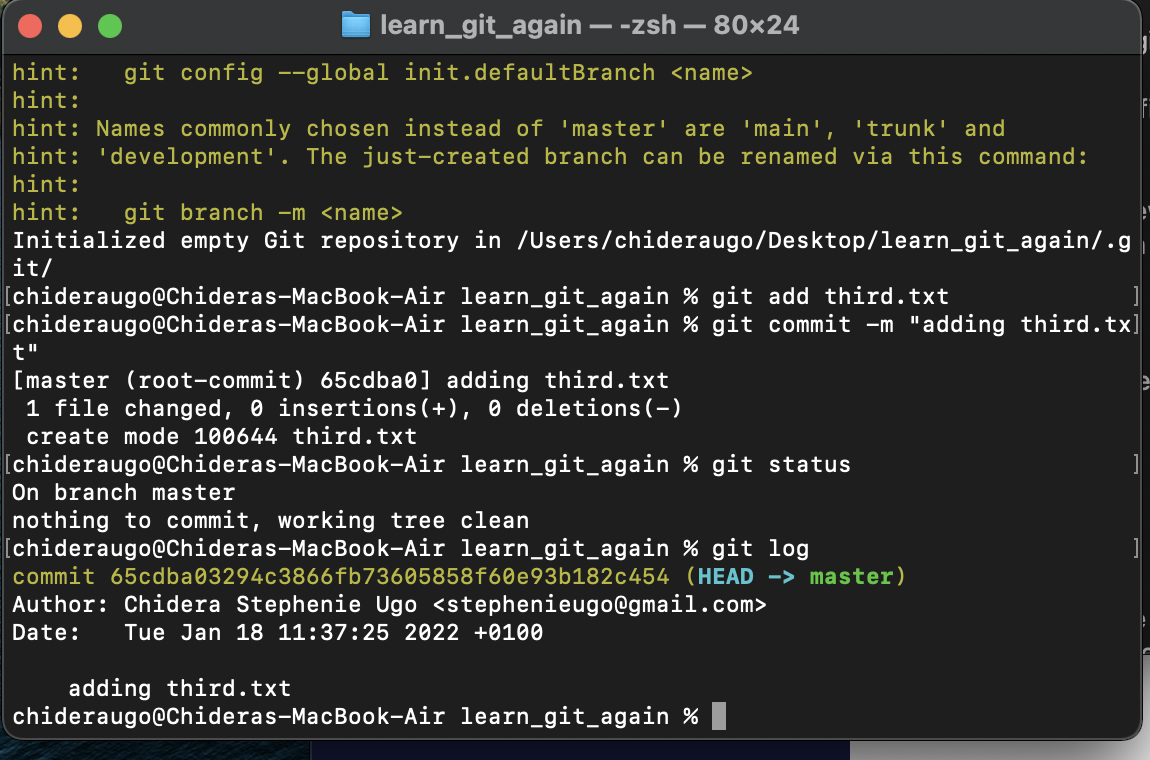 learn_git_again — -zsh — 80×24
hint:   git config --global init.defaultBranch <name>
hint:
hint: Names commonly chosen instead of 'master' are 'main', 'trunk' and
hint: 'development'. The just-created branch can be renamed via this command:
hint:
hint:   git branch -m <name>
Initialized empty Git repository in /Users/chideraugo/Desktop/learn_git_again/.g
it/
[chideraugo@Chideras-MacBook-Air learn_git_again % git add third.txt            ]
[chideraugo@Chideras-MacBook-Air learn_git_again % git commit -m "adding third.tx]
t"
[master (root-commit) 65cdba0] adding third.txt
 1 file changed, 0 insertions(+), 0 deletions(-)
 create mode 100644 third.txt
[chideraugo@Chideras-MacBook-Air learn_git_again % git status                   ]
On branch master
nothing to commit, working tree clean
[chideraugo@Chideras-MacBook-Air learn_git_again % git log                      ]
commit 65cdba03294c3866fb73605858f60e93b182c454 (HEAD -> master)
Author: Chidera Stephenie Ugo <stephenieugo@gmail.com>
Date:   Tue Jan 18 11:37:25 2022 +0100

    adding third.txt
chideraugo@Chideras-MacBook-Air learn_git_again %